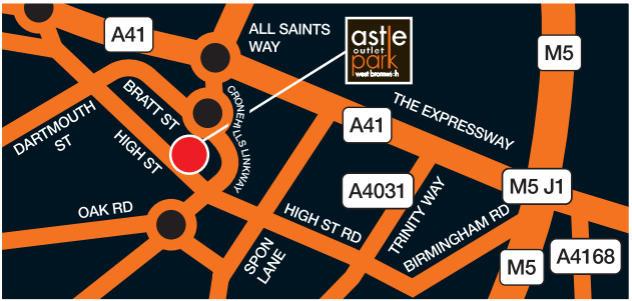 A41
ALL SAINTS
WAY
astle
outlet
park
west bromwich
M5
BRATT ST
CRONEHILLS LINKWAY
THE EXPRESSWAY
A41
DARTMOUTH
ST
HIGH ST
A4031
M5 J1
OAK RD
HIGH ST RD
TRINITY WAY
BIRMINGHAM RD
SPON
LANE
M5
A4168